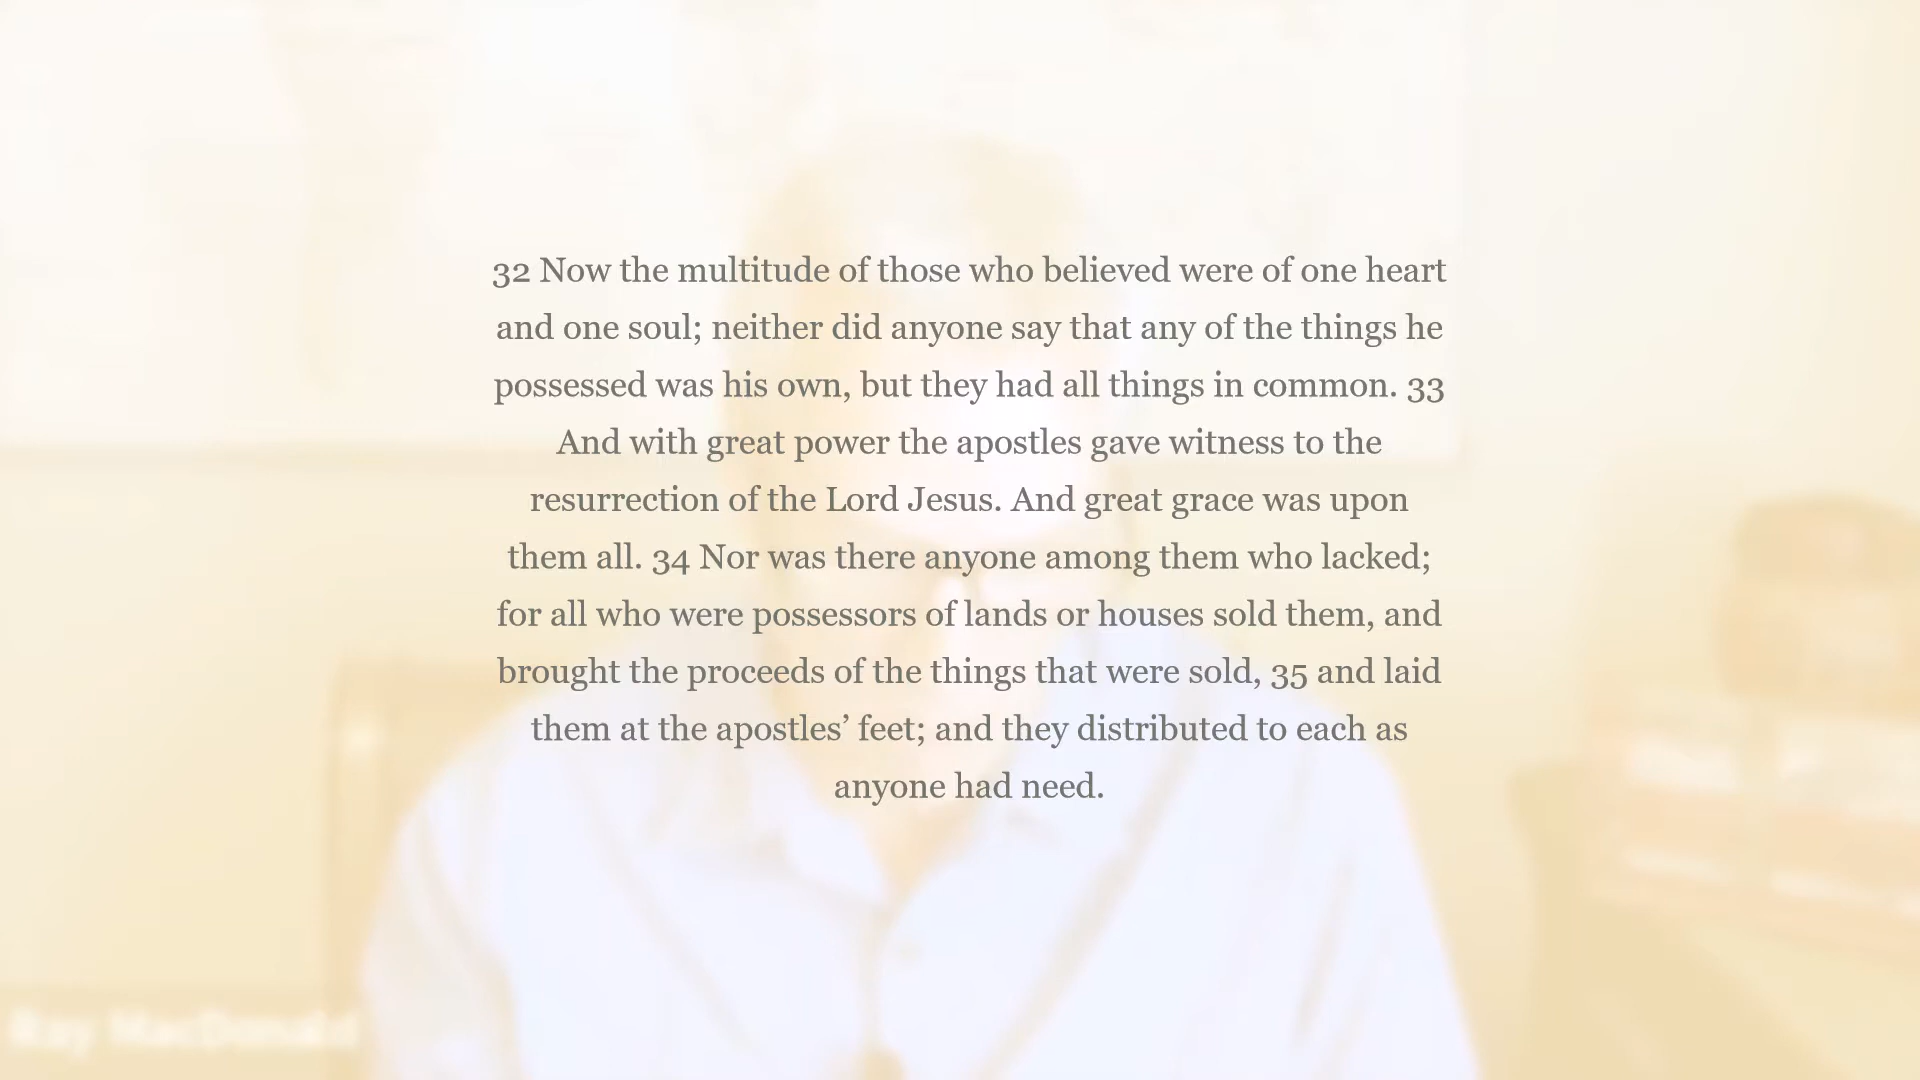 32 Now the multitude of those who believed were of one heart
and one soul; neither did anyone say that any of the things he
possessed was his own, but they had all things in common. 33
And with great power the apostles gave witness to the
resurrection of the Lord Jesus. And great grace was upon
them all. 34 Nor was there anyone among them who lacked;
for all who were possessors of lands or houses sold them, and
brought the proceeds of the things that were sold, 35 and laid
them at the apostles’ feet; and they distributed to each as
anyone had need.
Ray MacDonald